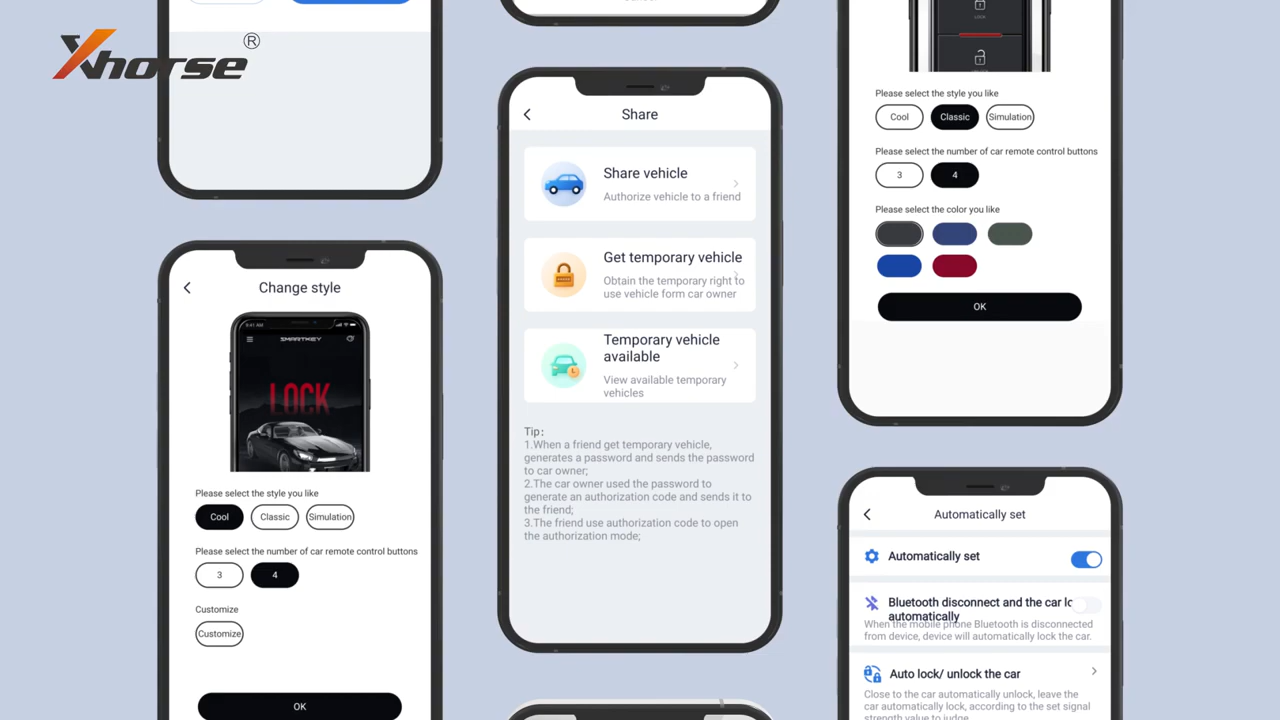 Xhorse®
Change style
9:41 AM
SMARTKEY
LOCK
Please select the style you like
Cool
Classic
Simulation
Please select the number of car remote control buttons
3
4
Customize
Customize
OK
Share
Share vehicle
Authorize vehicle to a friend
Get temporary vehicle
Obtain the temporary right to
use vehicle form car owner
Temporary vehicle
available
View available temporary
vehicles
Tip:
1.When a friend get temporary vehicle,
generates a password and sends the password
to car owner;
2.The car owner used the password to
generate an authorization code and sends it to
the friend;
3.The friend use authorization code to open
the authorization mode;
LOCK
Please select the style you like
Cool
Classic
Simulation
Please select the number of car remote control buttons
3
4
Please select the color you like
OK
Automatically set
Automatically set
Bluetooth disconnect and the car lo
automatically
When the mobile phone Bluetooth is disconnected
from device, device will automatically lock the car.
Auto lock/ unlock the car
Close to the car automatically unlock, leave the
car automatically lock, according to the set signal
strength value to judge